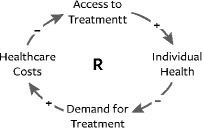 Access to
Treatmentt
−
+
Healthcare
Costs
R
Individual
Health
+
−
Demand for
Treatment